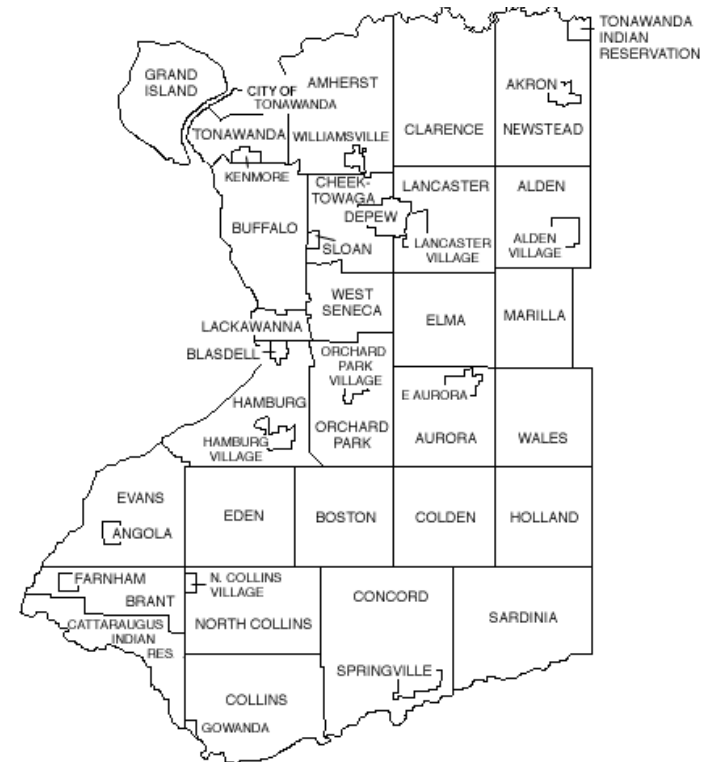 TONAWANDA
INDIAN
RESERVATION
GRAND
ISLAND
CITY OF
TONAWANDA
AMHERST
AKRON
TONAWANDA
WILLIAMSVILLE
CLARENCE
NEWSTEAD
KENMORE
CHEEK-
TOWAGA
LANCASTER
ALDEN
DEPEW
BUFFALO
SLOAN
LANCASTER
VILLAGE
ALDEN
VILLAGE
WEST
SENECA
ELMA
MARILLA
LACKAWANNA
BLASDELL
ORCHARD
PARK
VILLAGE
HAMBURG
E AURORA
HAMBURG
VILLAGE
ORCHARD
PARK
AURORA
WALES
EVANS
ANGOLA
EDEN
BOSTON
COLDEN
HOLLAND
FARNHAM
BRANT
N. COLLINS
VILLAGE
CONCORD
CATTARAUGUS
INDIAN
RES.
NORTH COLLINS
SARDINIA
SPRINGVILLE
COLLINS
GOWANDA